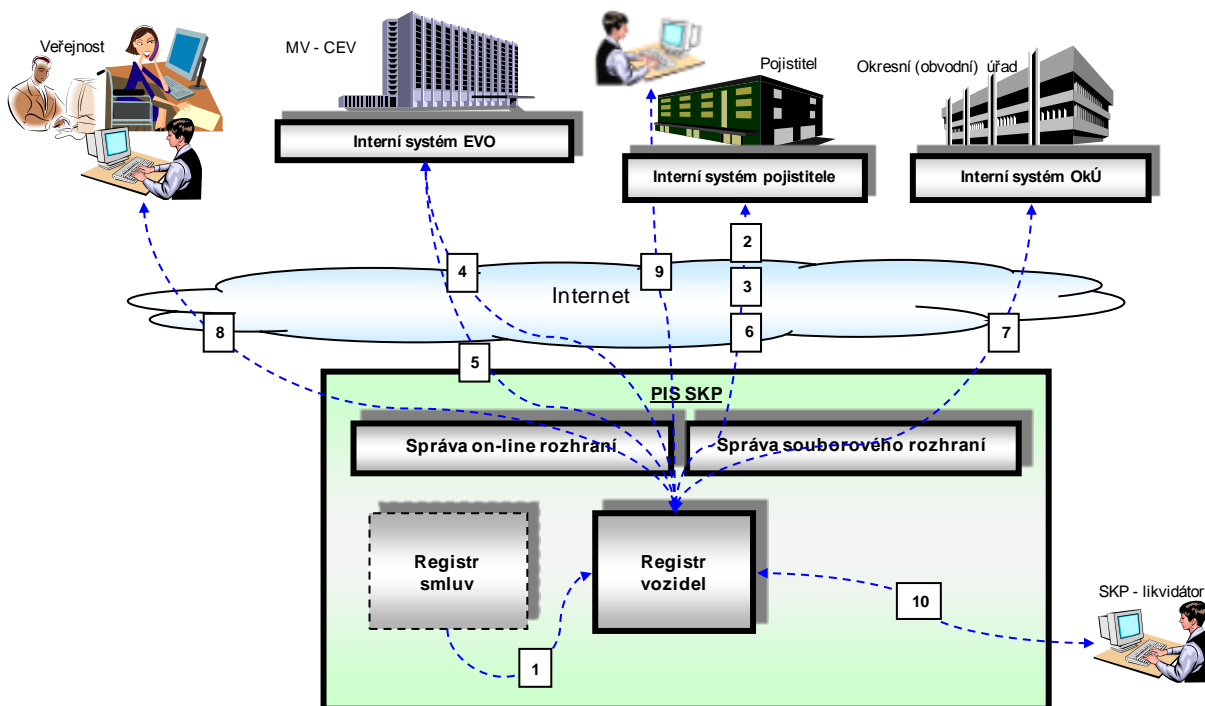 Veřejnost
MV - CEV
Pojistitel
Okresní (obvodní) úřad
Interní systém EVO
Interní systém pojistitele
Interní systém OkÚ
2
4
9
3
Internet
8
6
7
5
PIS SKP
Správa on-line rozhraní
Správa souborového rozhraní
Registr
smluv
Registr
vozidel
10
SKP - likvidátor
1